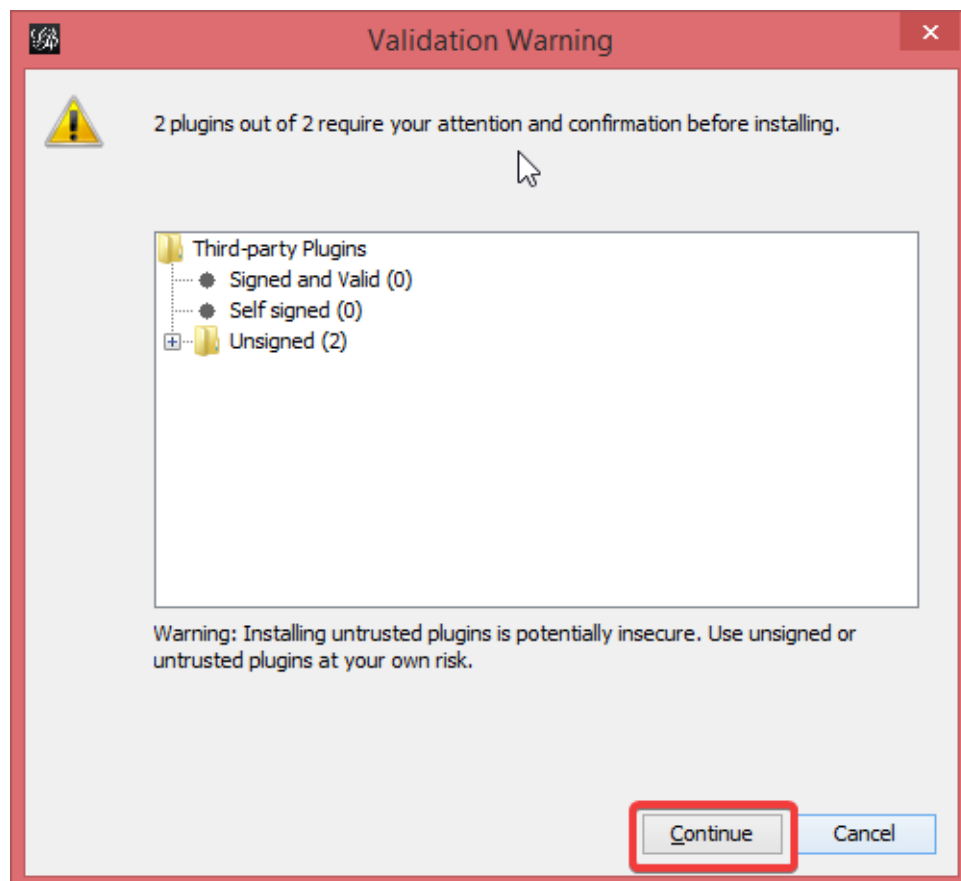 Validation Warning
2 plugins out of 2 require your attention and confirmation before installing.
Third-party Plugins
Signed and Valid (0)
Self signed (0)
Unsigned (2)
Warning: Installing untrusted plugins is potentially insecure. Use unsigned or
untrusted plugins at your own risk.
Continue Cancel